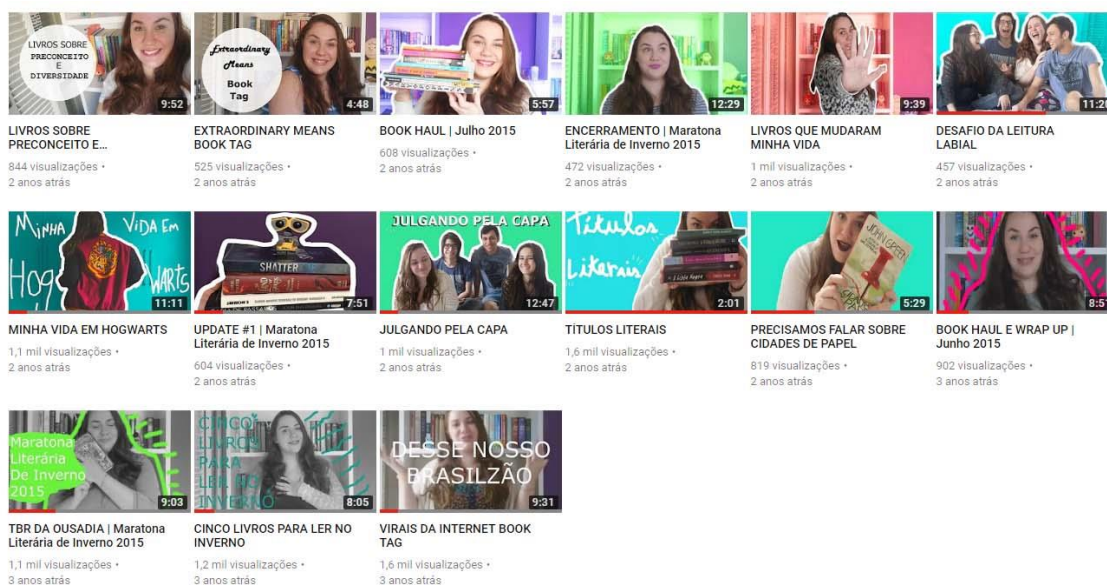 LIVROS SOBRE
PRECONCEITO
E
DIVERSIDADE
9:52
LIVROS SOBRE
PRECONCEITO E...
844 visualizações •
2 anos atrás
Extraordinary
Means
Book
Tag
4:48
EXTRAORDINARY MEANS
BOOK TAG
525 visualizações •
2 anos atrás
5:57
BOOK HAUL | Julho 2015
608 visualizações •
2 anos atrás
12:29
ENCERRAMENTO | Maratona
Literária de Inverno 2015
472 visualizações •
2 anos atrás
9:39
LIVROS QUE MUDARAM
MINHA VIDA
1 mil visualizações •
2 anos atrás
11:20
DESAFIO DA LEITURA
LABIAL
457 visualizações •
2 anos atrás
MINHA VIDA EM
HOGWARTS
11:11
MINHA VIDA EM HOGWARTS
1,1 mil visualizações •
2 anos atrás
SHATTER
7:51
UPDATE #1 | Maratona
Literária de Inverno 2015
604 visualizações •
2 anos atrás
JULGANDO PELA CAPA
12:47
JULGANDO PELA CAPA
1 mil visualizações •
2 anos atrás
Títulos
Literais
2:01
TÍTULOS LITERAIS
1,6 mil visualizações •
2 anos atrás
JOHN GREEN
5:29
PRECISAMOS FALAR SOBRE
CIDADES DE PAPEL
819 visualizações •
2 anos atrás
8:51
BOOK HAUL E WRAP UP |
Junho 2015
902 visualizações •
3 anos atrás
Maratona
Literária
De Inverno
2015
9:03
TBR DA OUSADIA | Maratona
Literária de Inverno 2015
1,1 mil visualizações •
3 anos atrás
CINCO
LIVROS
PARA
LER NO
INVERNO
8:05
CINCO LIVROS PARA LER NO
INVERNO
1,2 mil visualizações •
3 anos atrás
DESSE NOSSO
BRASILZÃO
9:31
VIRAIS DA INTERNET BOOK
TAG
1,6 mil visualizações •
3 anos atrás